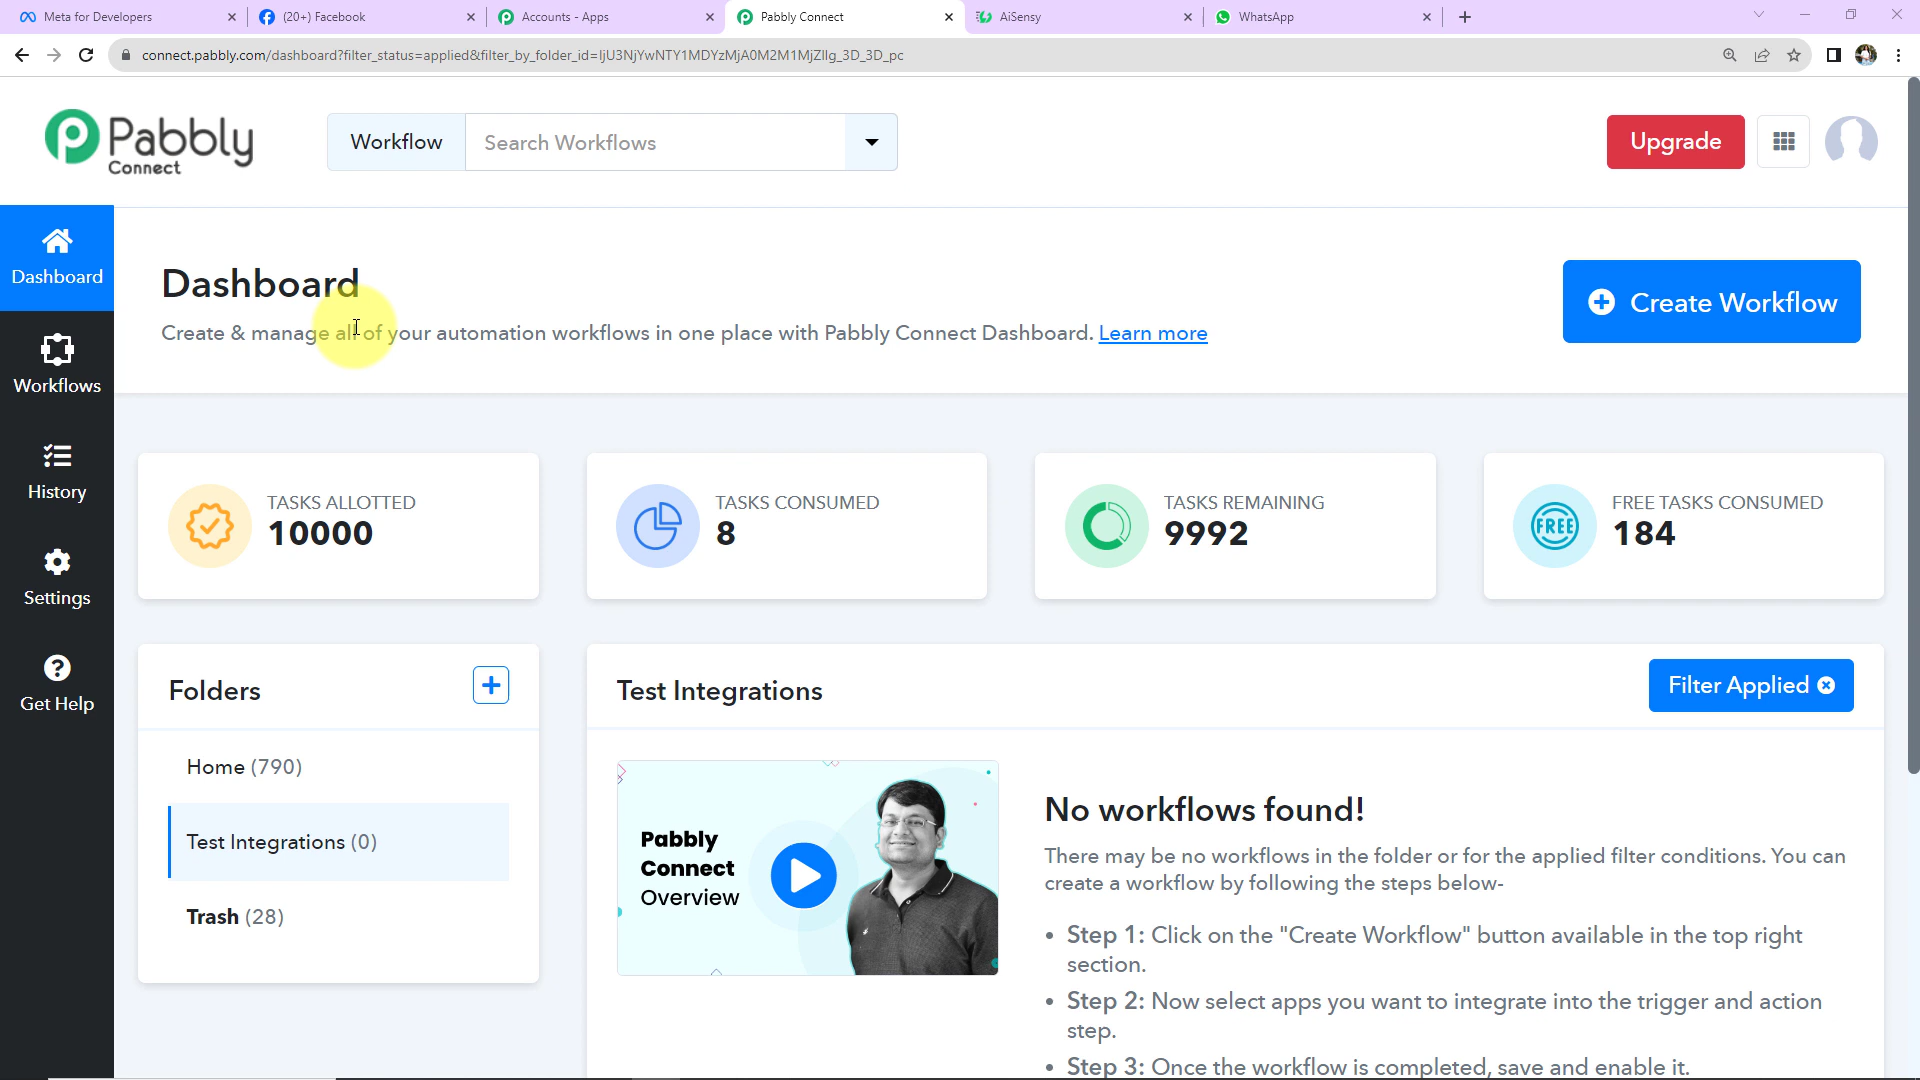 Meta for Developers
(20+) Facebook
Accounts - Apps
Pabbly Connect
AiSensy
WhatsApp
connect.pabbly.com/dashboard?filter_status=applied&filter_by_folder_id=IjU3NjYwNTY1MDYzMjA0M2M1MjZlIg_3D_3D_pc
Pabbly
Connect
Workflow
Search Workflows
Upgrade
Dashboard
Workflows
History
Settings
Get Help
Dashboard
Create & manage all of your automation workflows in one place with Pabbly Connect Dashboard. Learn more
Create Workflow
TASKS ALLOTTED
10000
TASKS CONSUMED
8
TASKS REMAINING
9992
FREE
FREE TASKS CONSUMED
184
Folders
Home (790)
Test Integrations (0)
Trash (28)
Test Integrations
Filter Applied
Pabbly
Connect
Overview
No workflows found!
There may be no workflows in the folder or for the applied filter conditions. You can
create a workflow by following the steps below-
• Step 1: Click on the "Create Workflow" button available in the top right
section.
• Step 2: Now select apps you want to integrate into the trigger and action
step.
• Step 3: Once the workflow is completed, save and enable it.